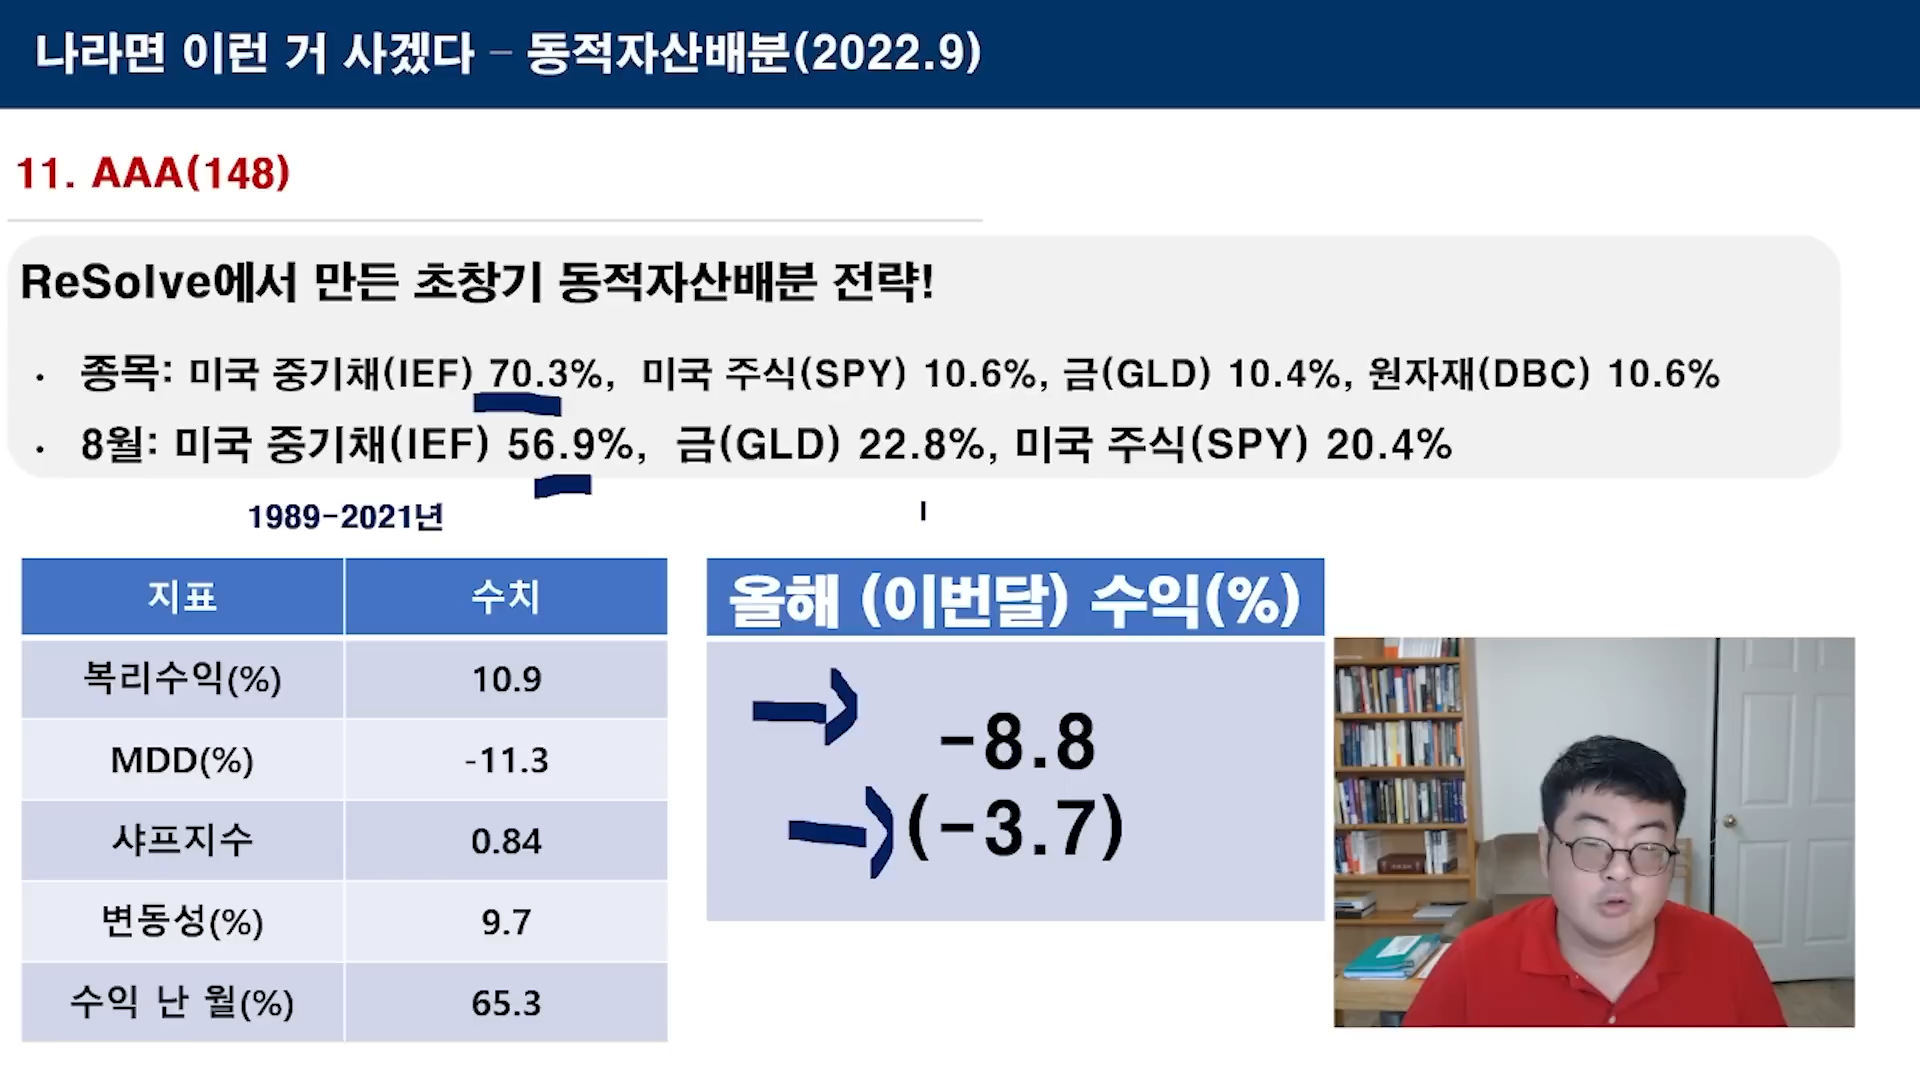 나라면 이런 거 사겠다 - 동적자산배분(2022.9)
11. AAA(148)
ReSolve에서 만든 초창기 동적자산배분 전략!
· 종목: 미국 중기채(IEF) 70.3%, 미국 주식(SPY) 10.6%, 금(GLD) 10.4%, 원자재(DBC) 10.6%
· 8월: 미국 중기채(IEF) 56.9%, 금(GLD) 22.8%, 미국 주식(SPY) 20.4%
1989-2021년
지표 수치
복리수익(%) 10.9
MDD(%) -11.3
샤프지수 0.84
변동성(%) 9.7
수익 난 월(%) 65.3
올해 (이번달) 수익(%)
-8.8
(-3.7)